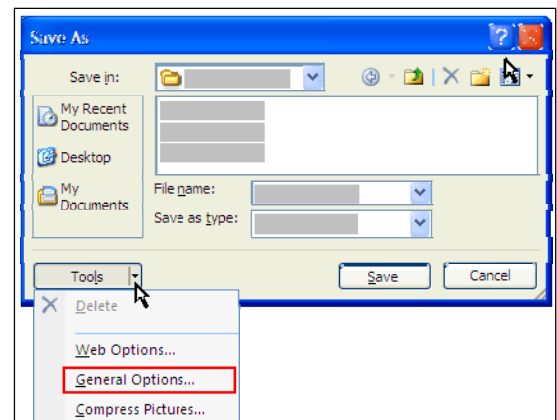 Save As
Save in:
My Recent
Documents
Desktop
My
Documents
File name:
Save as type:
Tools
Save
Cancel
Delete
Web Options...
General Options...
Compress Pictures...